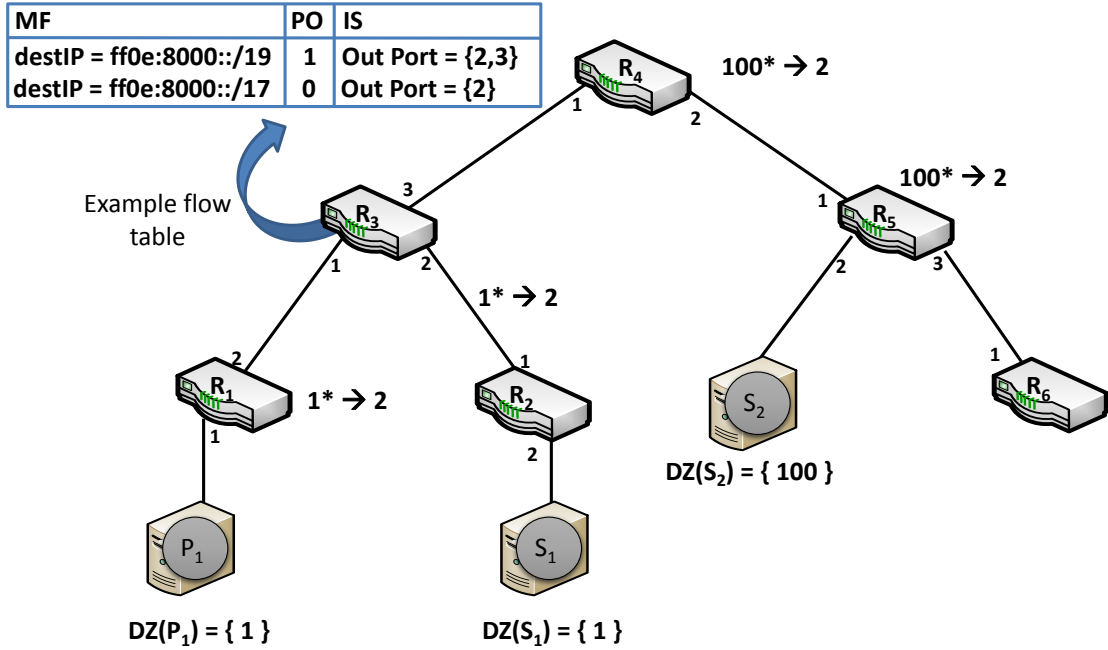 MF PO IS
destIP = ff0e:8000::/19 1 Out Port = {2,3}
destIP = ff0e:8000::/17 0 Out Port = {2}
R4
100* → 2
1
2
Example flow
table
3
R3
1
2
100* → 2
1
R5
2
3
1* → 2
2
R1
1
1* → 2
1
R2
2
S2
1
R6
DZ(S2) = { 100 }
P1
S1
DZ(P1) = { 1 }
DZ(S1) = { 1 }